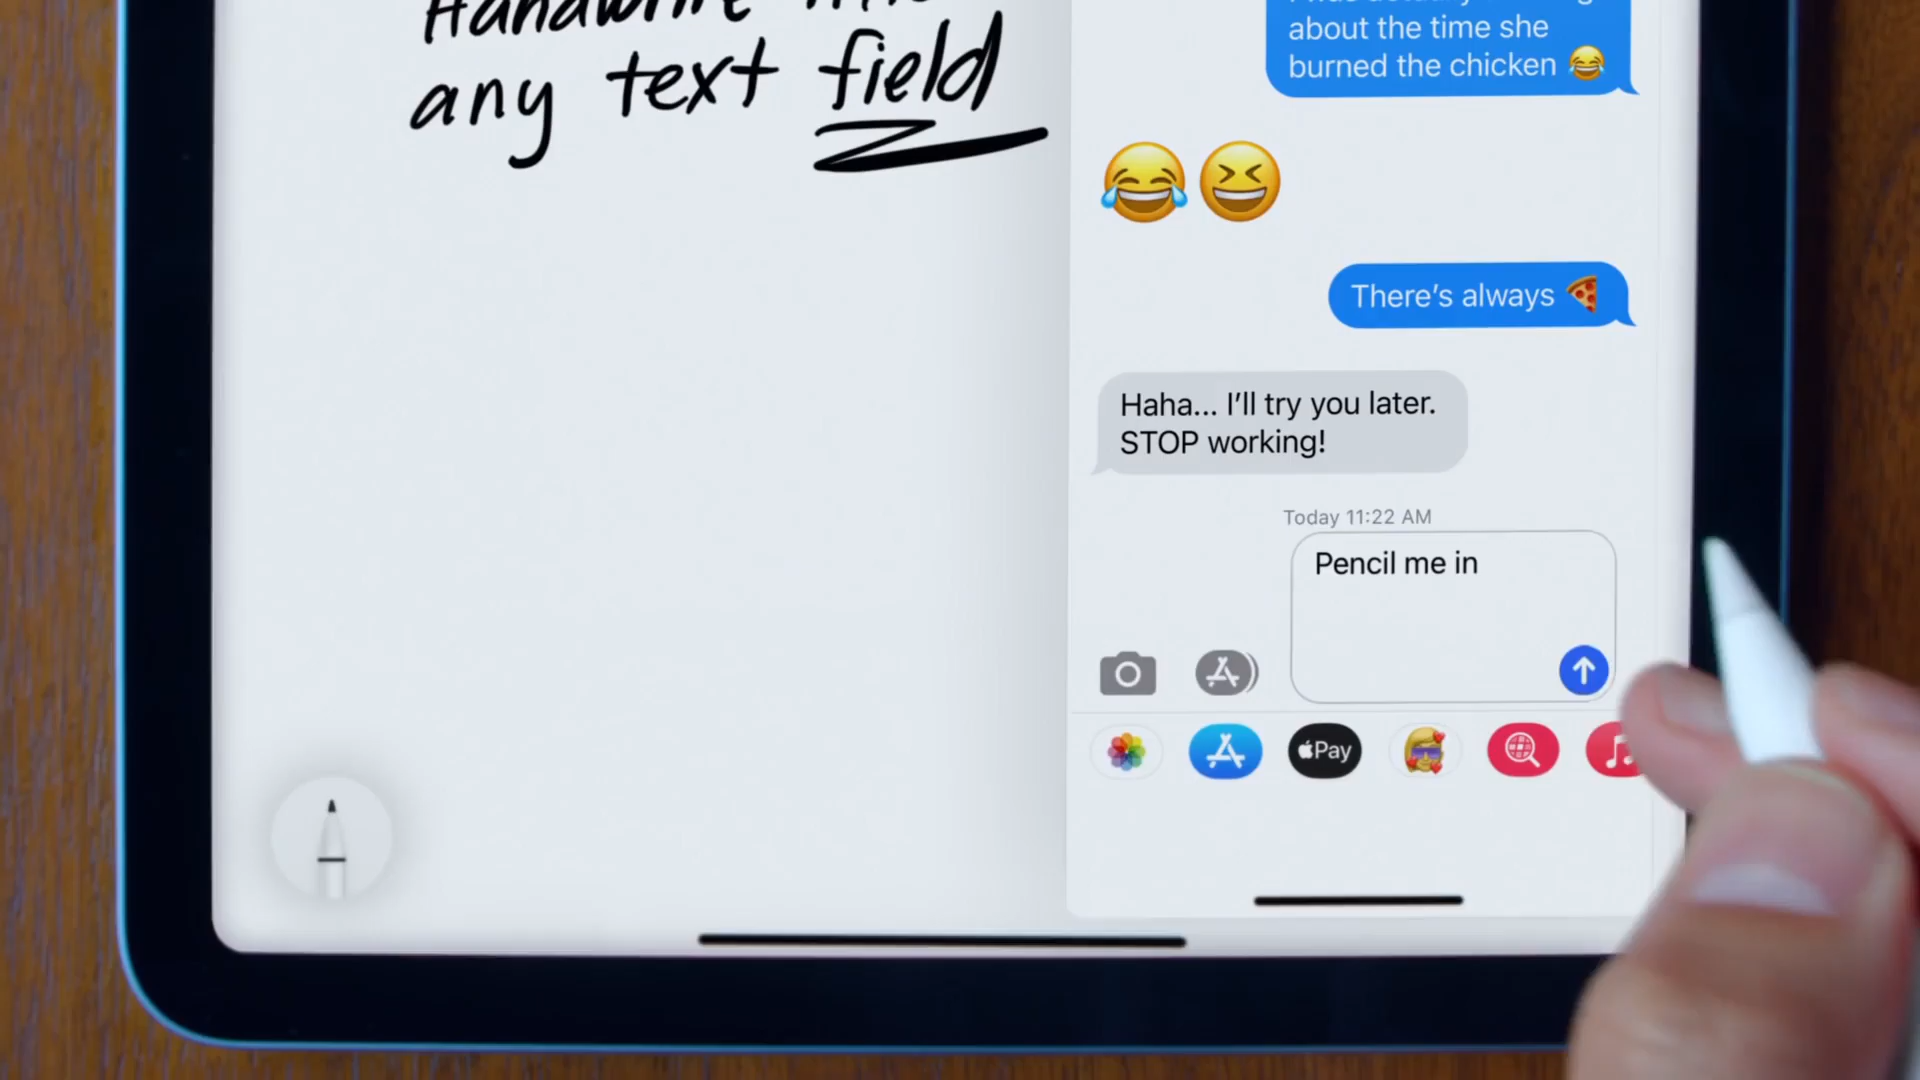 Handwrite
any text field
about the time she
burned the chicken 😂
😂 😆
There's always 🍕
Haha... I'll try you later.
STOP working!
Today 11:22 AM
Pencil me in
Pay